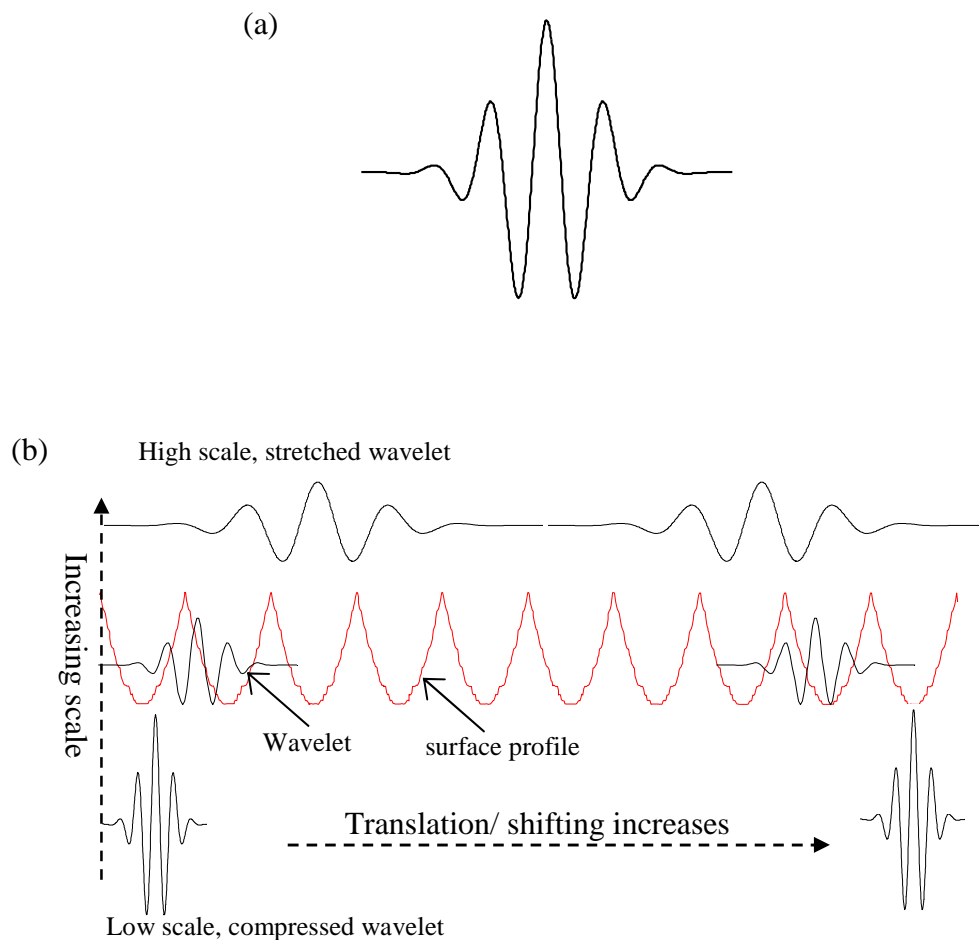 (a)
(b)
High scale, stretched wavelet
Increasing scale
Wavelet
surface profile
Translation/ shifting increases
Low scale, compressed wavelet